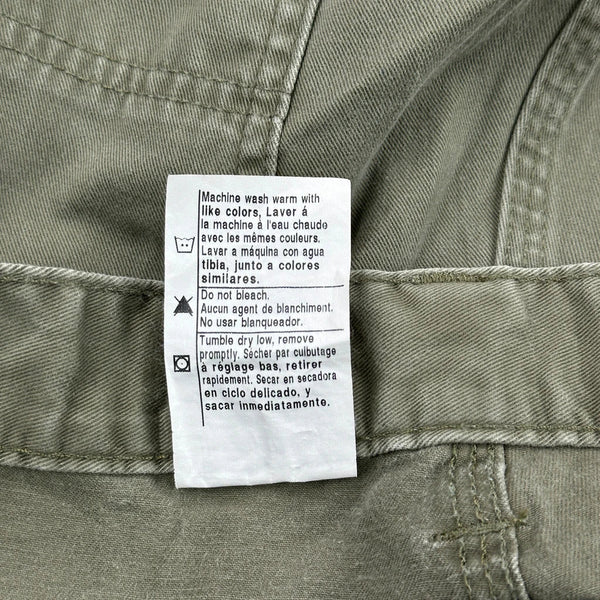 Machine wash warm with
like colors, Laver á
la machine à l'eau chaude
avec les mêmes couleurs.
Lavar a máquina con agua
tibia, junto a colores
similares.
Do not bleach.
Aucun agent de blanchiment.
No usar blanqueador.
Tumble dry low, remove
promptly. Sécher par culbutage
à réglage bas, retirer
rapidement. Secar en secadora
en ciclo delicado, y
sacar inmediatamente.